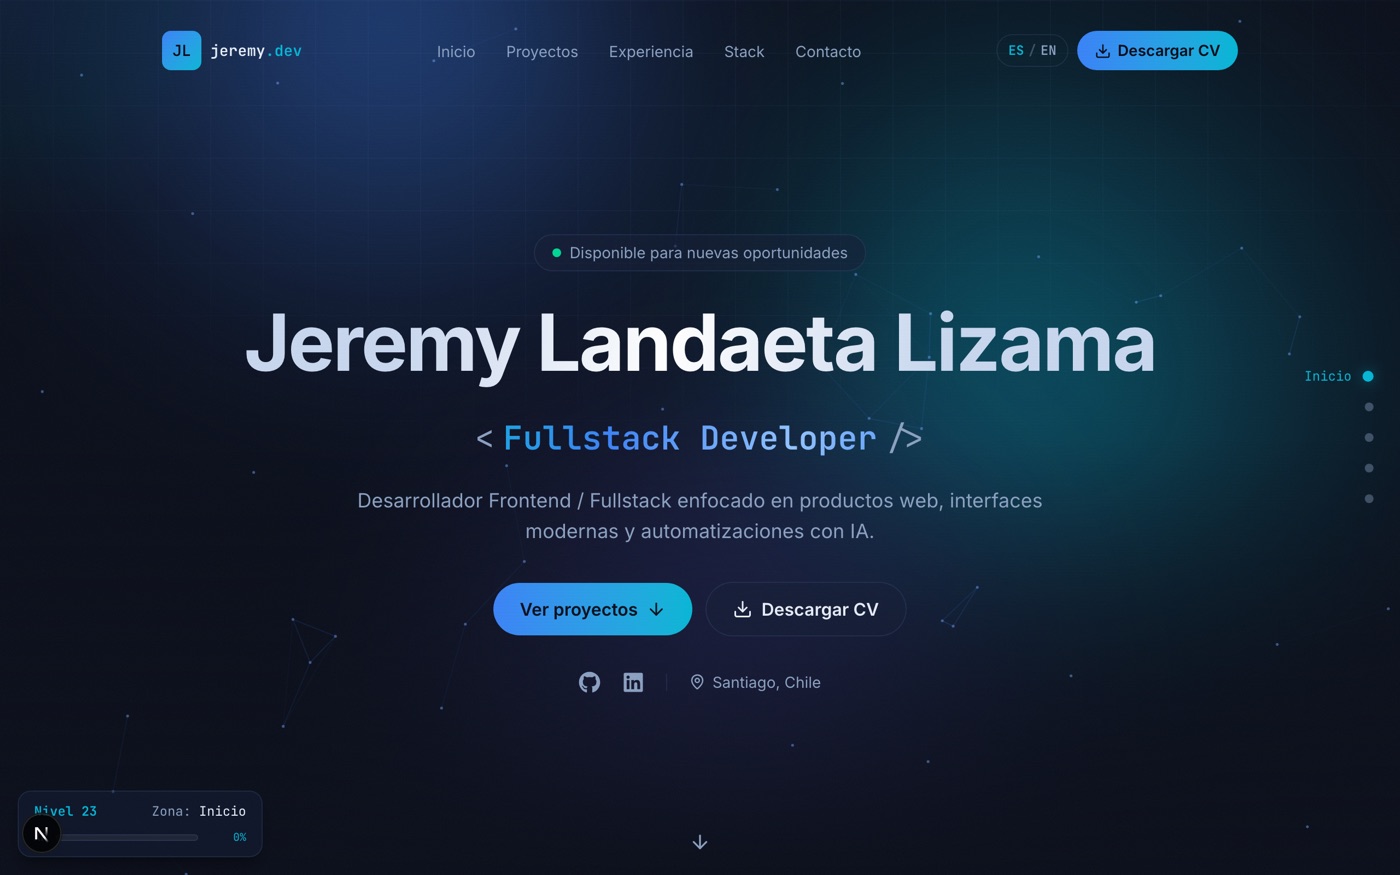 JL jeremy.dev
Inicio Proyectos Experiencia Stack Contacto
ES / EN
Descargar CV
Disponible para nuevas oportunidades
Jeremy Landaeta Lizama
< Fullstack Developer />
Desarrollador Frontend / Fullstack enfocado en productos web, interfaces
modernas y automatizaciones con IA.
Ver proyectos
Descargar CV
Santiago, Chile
Inicio
Nivel 23 Zona: Inicio
N 0%